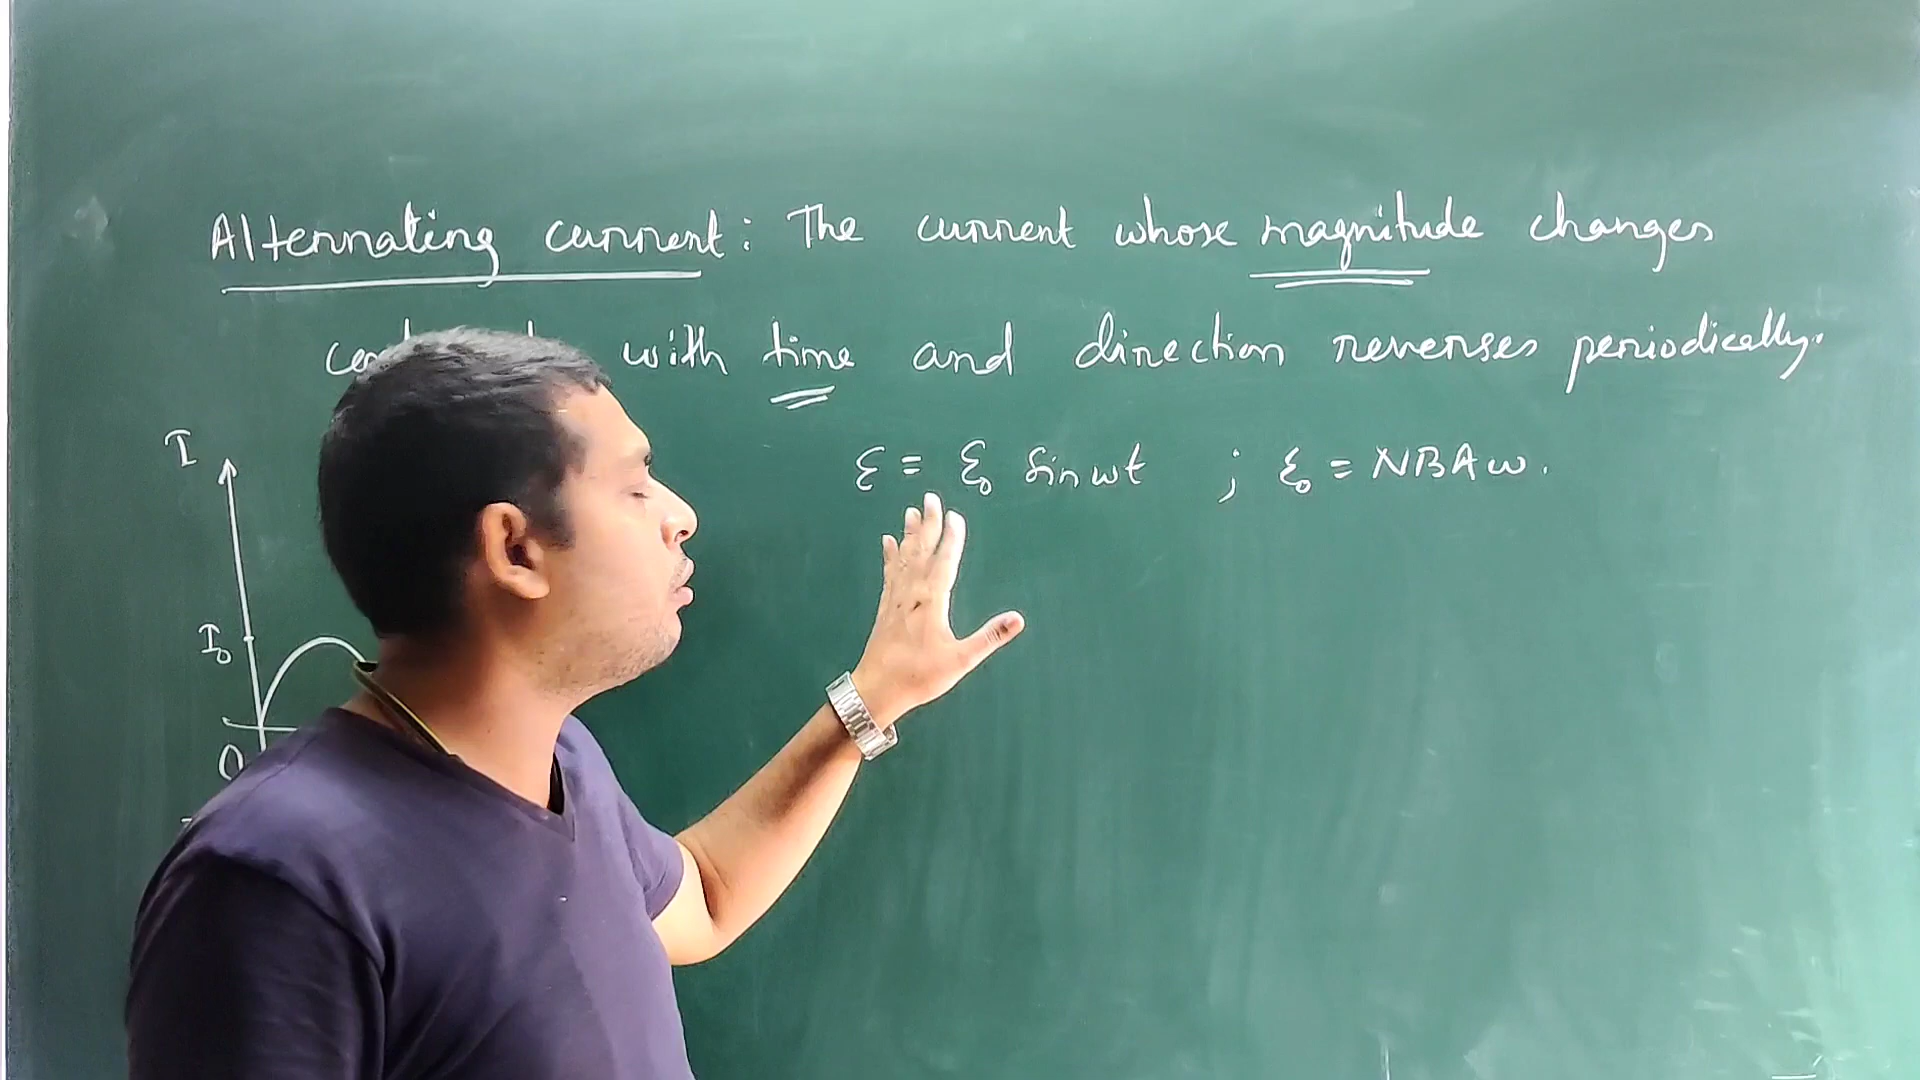 Alternating current: The current whose magnitude changes
with time and direction reverses periodically.
I
ε = ε₀ sin ωt ; ε₀ = NBAω.
I₀
O